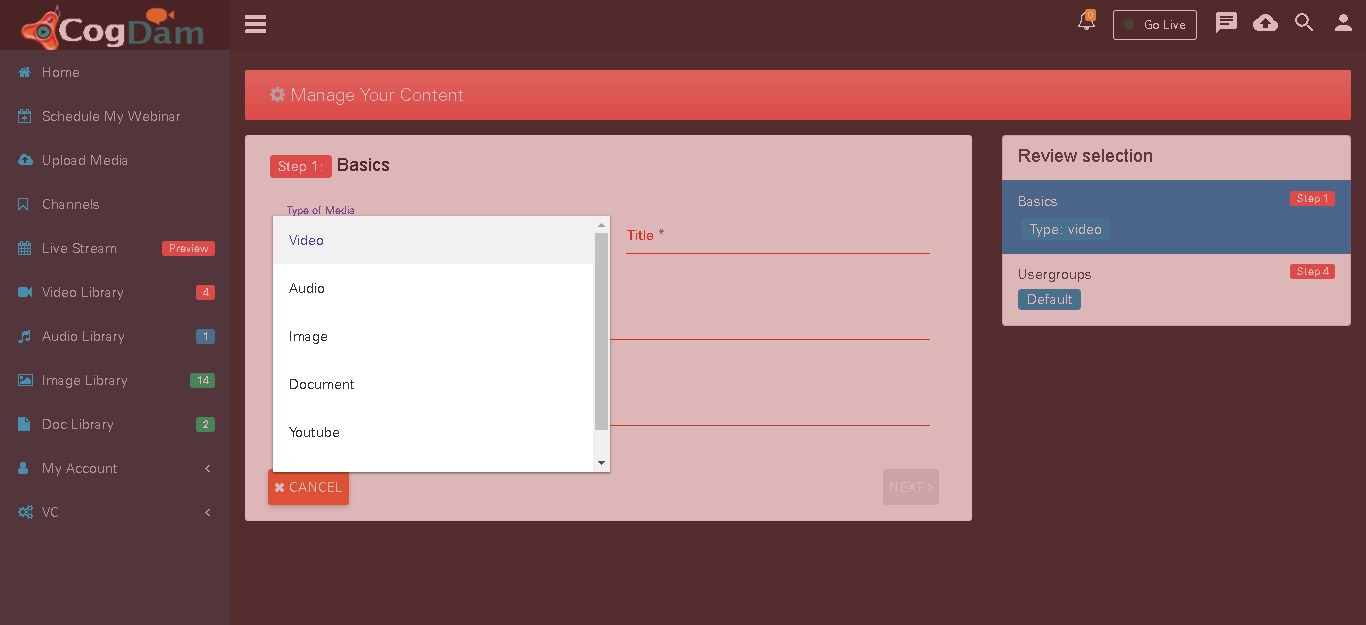 CogDam
0
Go Live
Home
Schedule My Webinar
Upload Media
Channels
Live Stream Preview
Video Library 4
Audio Library 1
Image Library 14
Doc Library 2
My Account
VC
Manage Your Content
Step 1: Basics
Type of Media
Video
Audio
Image
Document
Youtube
Title *
CANCEL
NEXT
Review selection
Basics Step 1
Type: video
Usergroups Step 4
Default